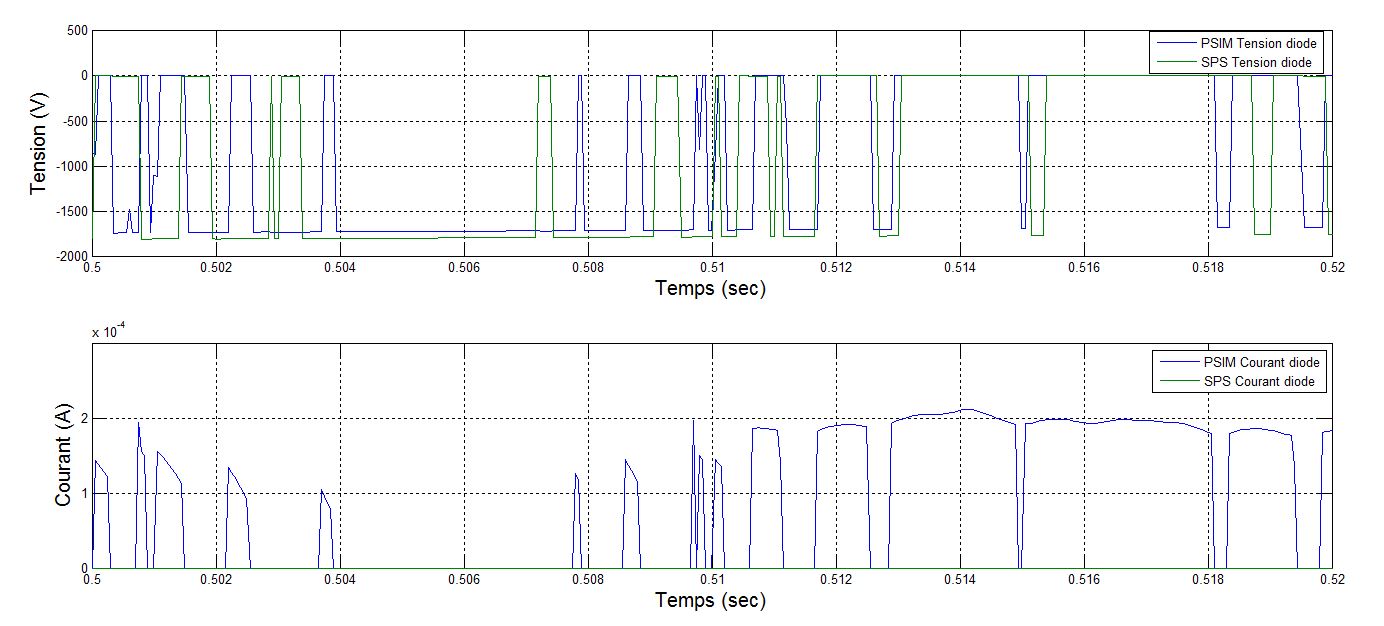 500
0
-500
-1000
-1500
-2000
Tension (V)
PSIM Tension diode
SPS Tension diode
0.5 0.502 0.504 0.506 0.508 0.51 0.512 0.514 0.516 0.518 0.52
Temps (sec)
x 10-4
2
1
0
Courant (A)
PSIM Courant diode
SPS Courant diode
0.5 0.502 0.504 0.506 0.508 0.51 0.512 0.514 0.516 0.518 0.52
Temps (sec)